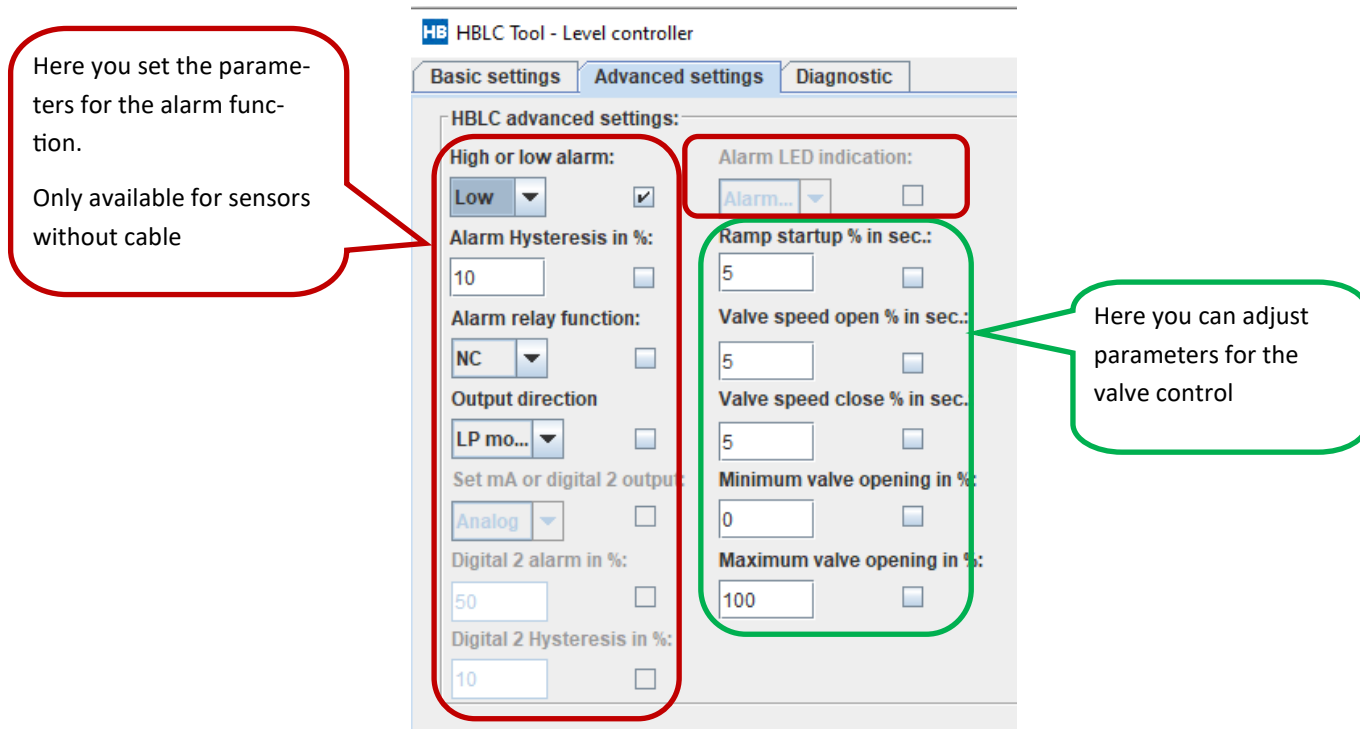 HB HBLC Tool - Level controller
Basic settings Advanced settings Diagnostic
Here you set the parame-
ters for the alarm func-
tion.
Only available for sensors
without cable
HBLC advanced settings:
High or low alarm:
Low
Alarm Hysteresis in %:
10
Alarm relay function:
NC
Output direction
LP mo...
Set mA or digital 2 output:
Analog
Digital 2 alarm in %:
50
Digital 2 Hysteresis in %:
10
Alarm LED indication:
Alarm...
Ramp startup % in sec.:
5
Valve speed open % in sec.:
5
Valve speed close % in sec.
5
Minimum valve opening in %:
0
Maximum valve opening in %:
100
Here you can adjust
parameters for the
valve control